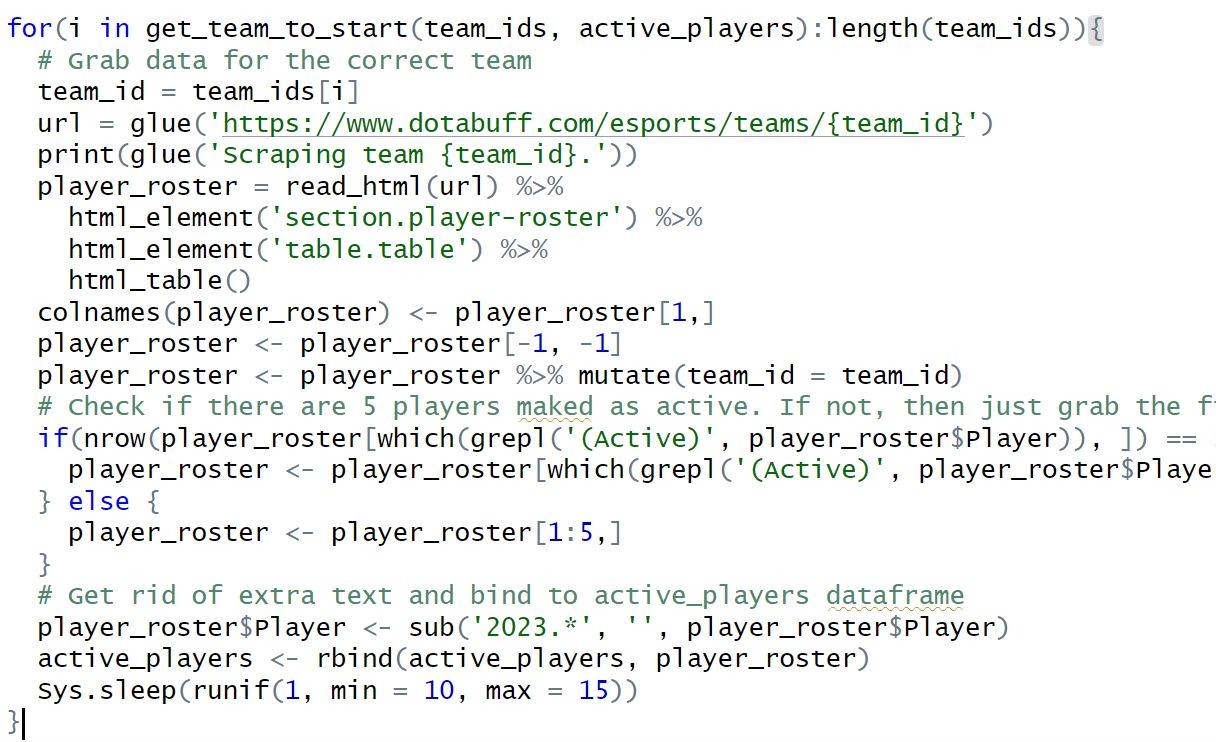 for(i in get_team_to_start(team_ids, active_players):length(team_ids)){
  # Grab data for the correct team
  team_id = team_ids[i]
  url = glue('https://www.dotabuff.com/esports/teams/{team_id}')
  print(glue('Scraping team {team_id}.'))
  player_roster = read_html(url) %>%
    html_element('section.player-roster') %>%
    html_element('table.table') %>%
    html_table()
  colnames(player_roster) <- player_roster[1,]
  player_roster <- player_roster[-1, -1]
  player_roster <- player_roster %>% mutate(team_id = team_id)
  # Check if there are 5 players maked as active. If not, then just grab the
  if(nrow(player_roster[which(grepl('(Active)', player_roster$Player)), ]) ==
    player_roster <- player_roster[which(grepl('(Active)', player_roster$Playe
  } else {
    player_roster <- player_roster[1:5,]
  }
  # Get rid of extra text and bind to active_players dataframe
  player_roster$Player <- sub('2023.*', '', player_roster$Player)
  active_players <- rbind(active_players, player_roster)
  Sys.sleep(runif(1, min = 10, max = 15))
}